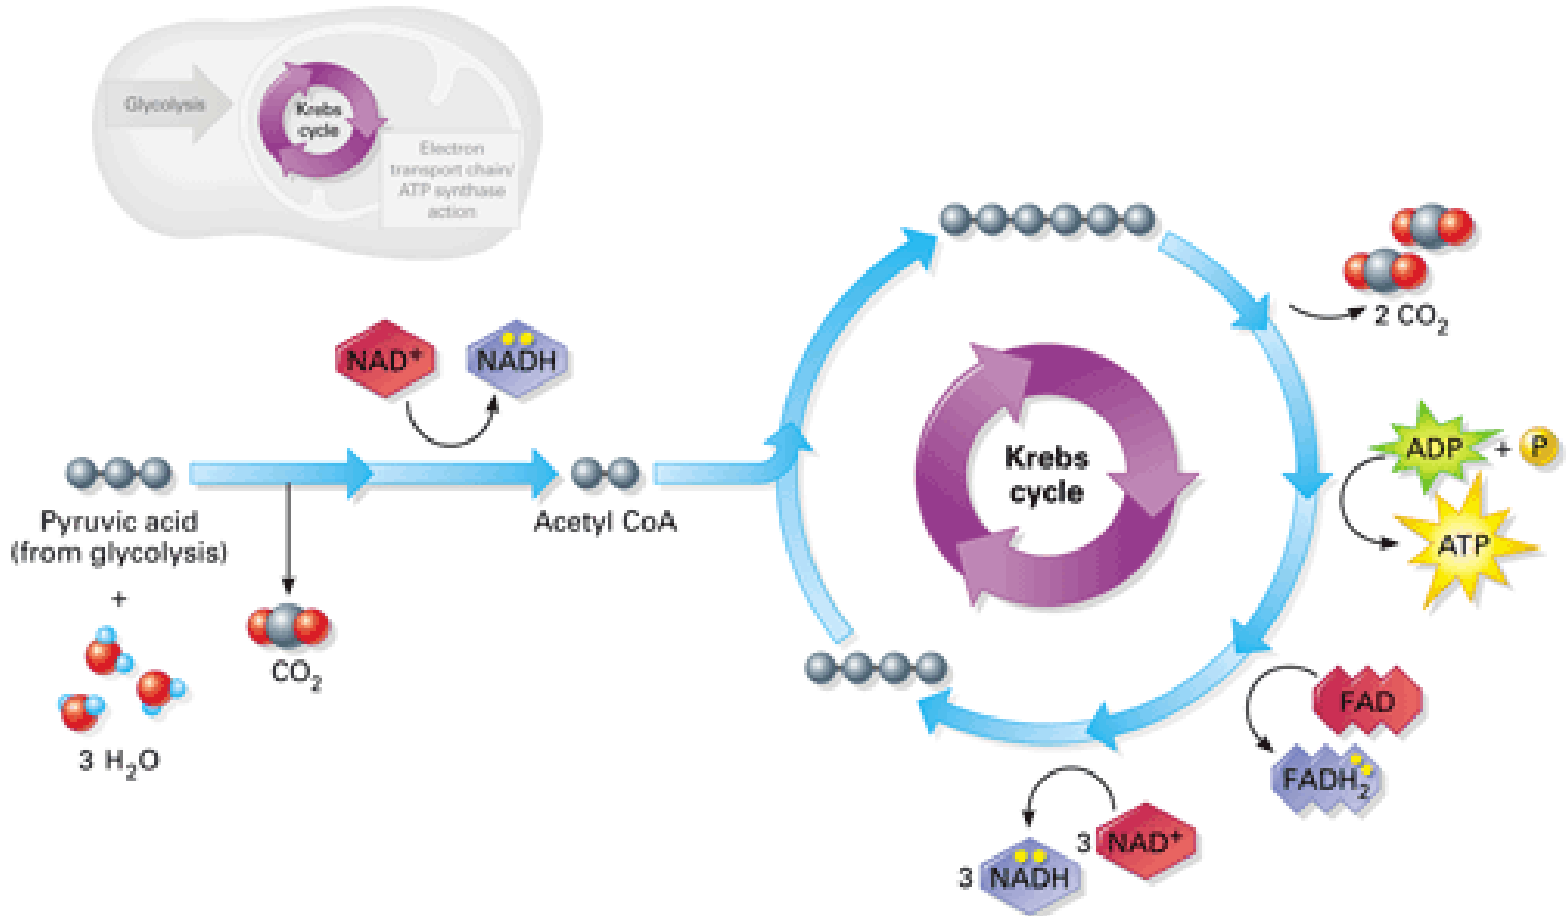 Glycolysis
Krebs
cycle
Electron
transport chain/
ATP synthase
action
2 CO₂
NAD⁺
NADH
ADP + P
ATP
Krebs
cycle
Pyruvic acid
(from glycolysis)
+
3 H₂O
CO₂
Acetyl CoA
FAD
FADH₂
3 NAD⁺
3 NADH